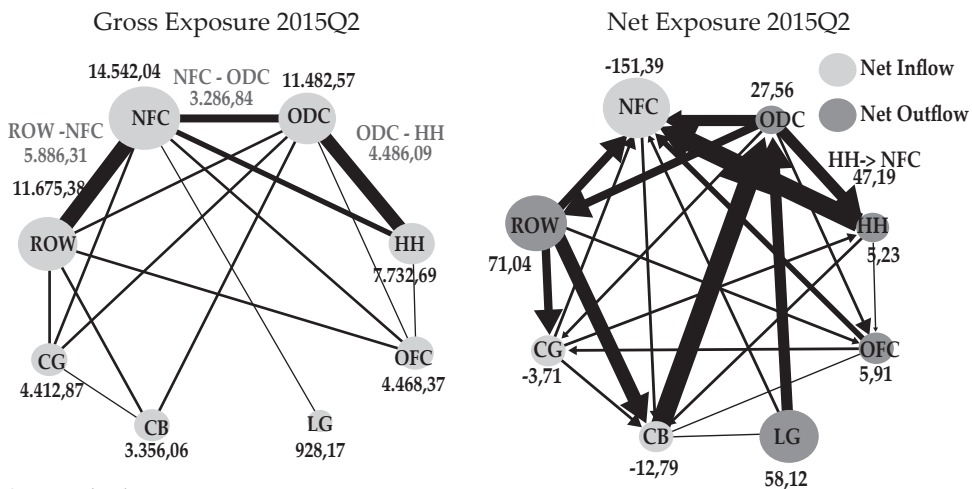 Gross Exposure 2015Q2
14.542,04
NFC - ODC
3.286,84
11.482,57
NFC
ODC
ROW -NFC
5.886,31
ODC - HH
4.486,09
11.675,38
ROW
HH
7.732,69
CG
4.412,87
OFC
4.468,37
CB
3.356,06
LG
928,17
Net Exposure 2015Q2
-151,39
27,56
NFC
ODC
Net Inflow
Net Outflow
HH-> NFC
47,19
ROW
71,04
HH
5,23
CG
-3,71
OFC
5,91
CB
-12,79
LG
58,12